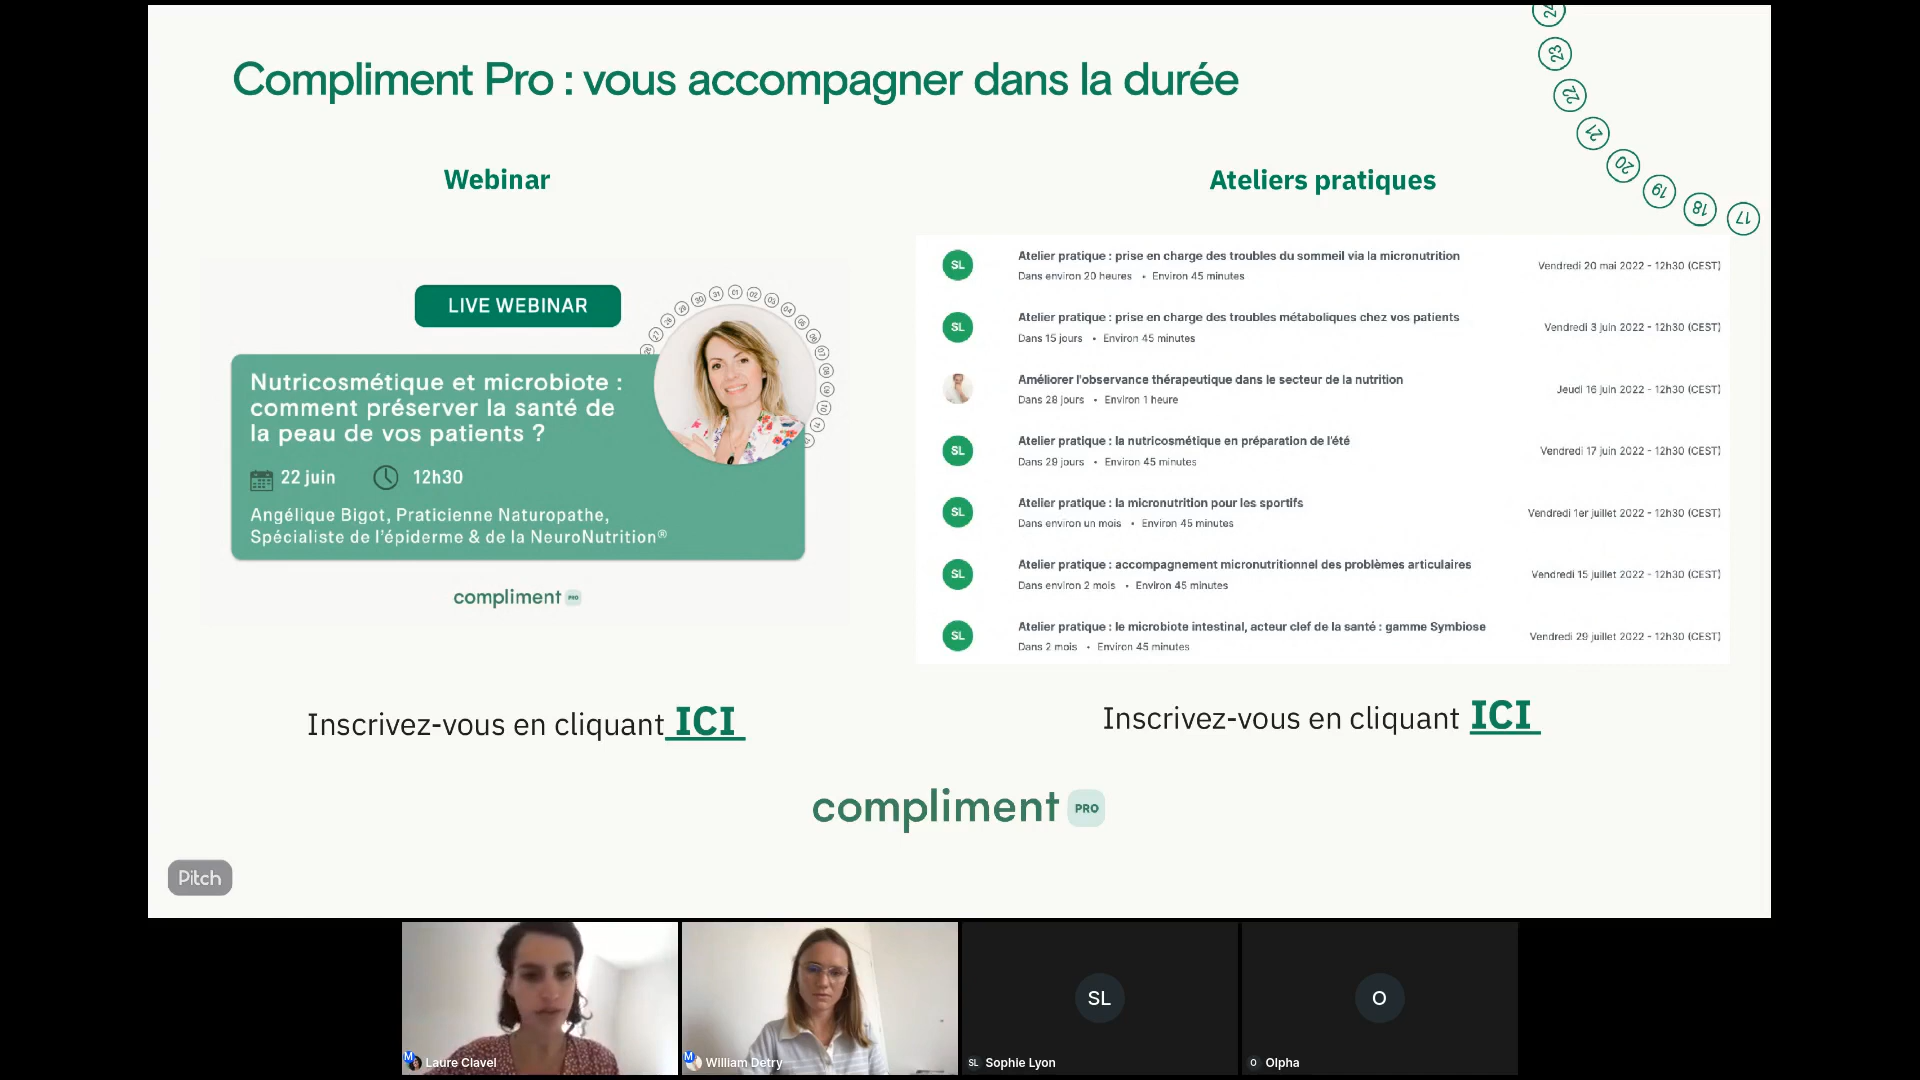 Compliment Pro : vous accompagner dans la durée
24
23
22
21
20
19
18
17
Webinar
LIVE WEBINAR
Nutricosmétique et microbiote :
comment préserver la santé de
la peau de vos patients ?
22 juin 12h30
Angélique Bigot, Praticienne Naturopathe,
Spécialiste de l'épiderme & de la NeuroNutrition®
compliment PRO
Inscrivez-vous en cliquant ICI
Ateliers pratiques
SL Atelier pratique : prise en charge des troubles du sommeil via la micronutrition Vendredi 20 mai 2022 - 12h30 (CEST)
Dans environ 20 heures • Environ 45 minutes
SL Atelier pratique : prise en charge des troubles métaboliques chez vos patients Vendredi 3 juin 2022 - 12h30 (CEST)
Dans 15 jours • Environ 45 minutes
Améliorer l'observance thérapeutique dans le secteur de la nutrition Jeudi 16 juin 2022 - 12h30 (CEST)
Dans 28 jours • Environ 1 heure
SL Atelier pratique : la nutricosmétique en préparation de l'été Vendredi 17 juin 2022 - 12h30 (CEST)
Dans 29 jours • Environ 45 minutes
SL Atelier pratique : la micronutrition pour les sportifs Vendredi 1er juillet 2022 - 12h30 (CEST)
Dans environ un mois • Environ 45 minutes
SL Atelier pratique : accompagnement micronutritionnel des problèmes articulaires Vendredi 15 juillet 2022 - 12h30 (CEST)
Dans environ 2 mois • Environ 45 minutes
SL Atelier pratique : le microbiote intestinal, acteur clef de la santé : gamme Symbiose Vendredi 29 juillet 2022 - 12h30 (CEST)
Dans 2 mois • Environ 45 minutes
Inscrivez-vous en cliquant ICI
compliment PRO
Pitch
M Laure Clavel
M William Detry
SL
SL Sophie Lyon
O
O Olpha